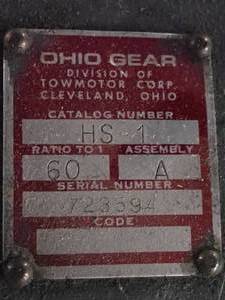 OHIO GEAR
DIVISION OF
TOWMOTOR CORP.
CLEVELAND, OHIO
CATALOG NUMBER
HS-1
RATIO TO 1 ASSEMBLY
60 A
SERIAL NUMBER
723394
CODE